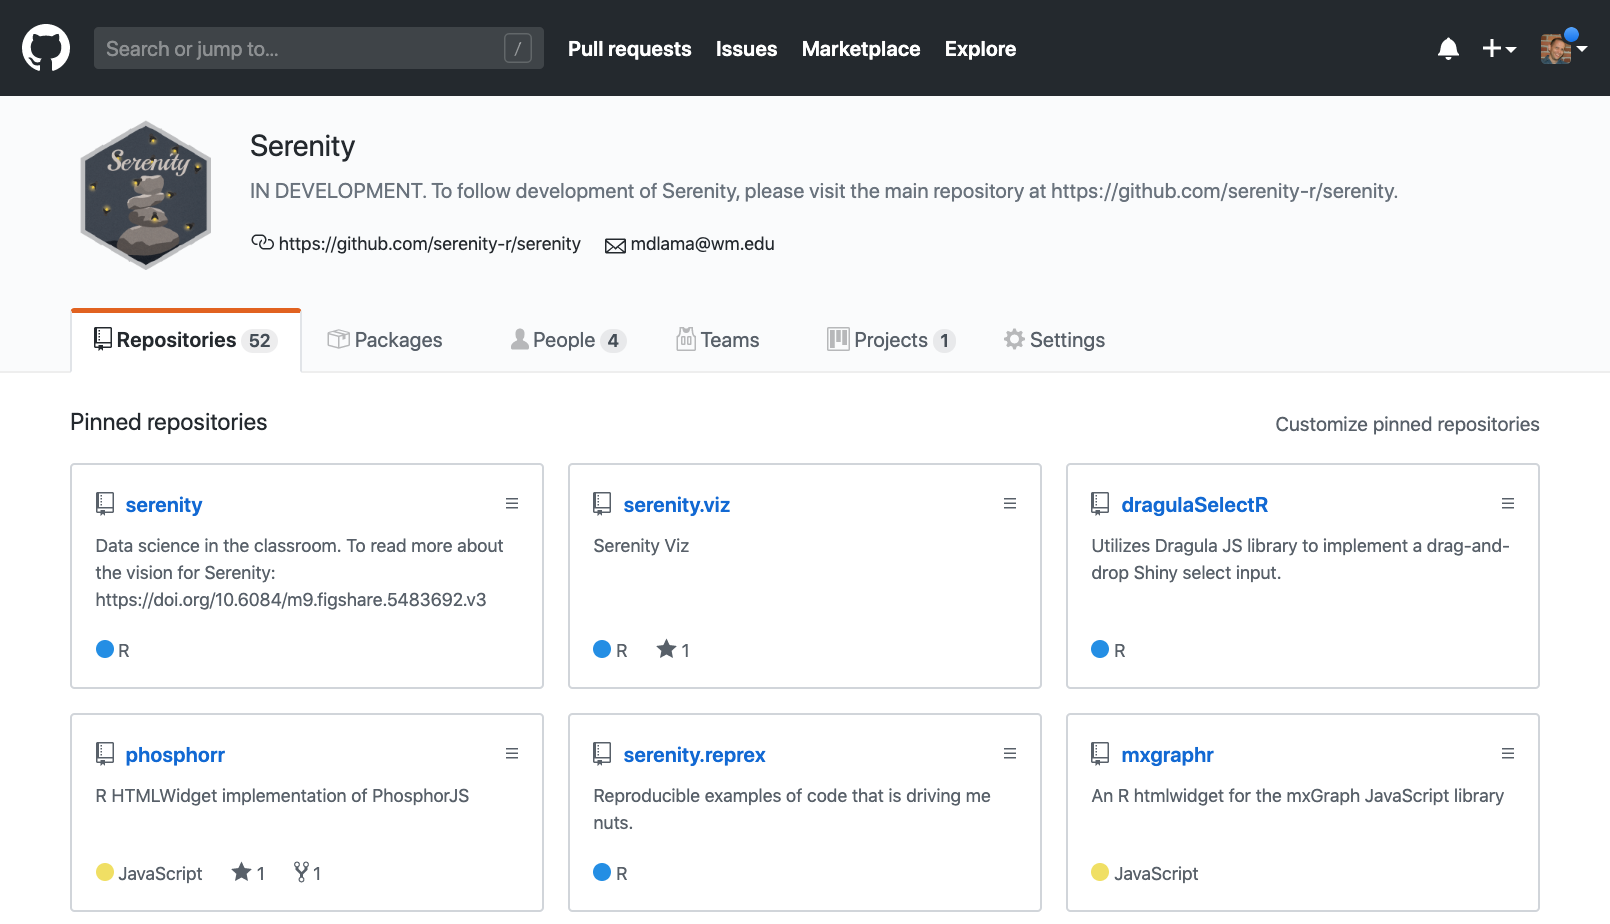 Search or jump to...
/
Pull requests
Issues
Marketplace
Explore
Serenity
Serenity
IN DEVELOPMENT. To follow development of Serenity, please visit the main repository at https://github.com/serenity-r/serenity.
https://github.com/serenity-r/serenity
mdlama@wm.edu
Repositories 52
Packages
People 4
Teams
Projects 1
Settings
Pinned repositories
Customize pinned repositories
serenity
Data science in the classroom. To read more about
the vision for Serenity:
https://doi.org/10.6084/m9.figshare.5483692.v3
R
serenity.viz
Serenity Viz
R
1
dragulaSelectR
Utilizes Dragula JS library to implement a drag-and-
drop Shiny select input.
R
phosphorr
R HTMLWidget implementation of PhosphorJS
JavaScript
1
1
serenity.reprex
Reproducible examples of code that is driving me
nuts.
R
mxgraphr
An R htmlwidget for the mxGraph JavaScript library
JavaScript